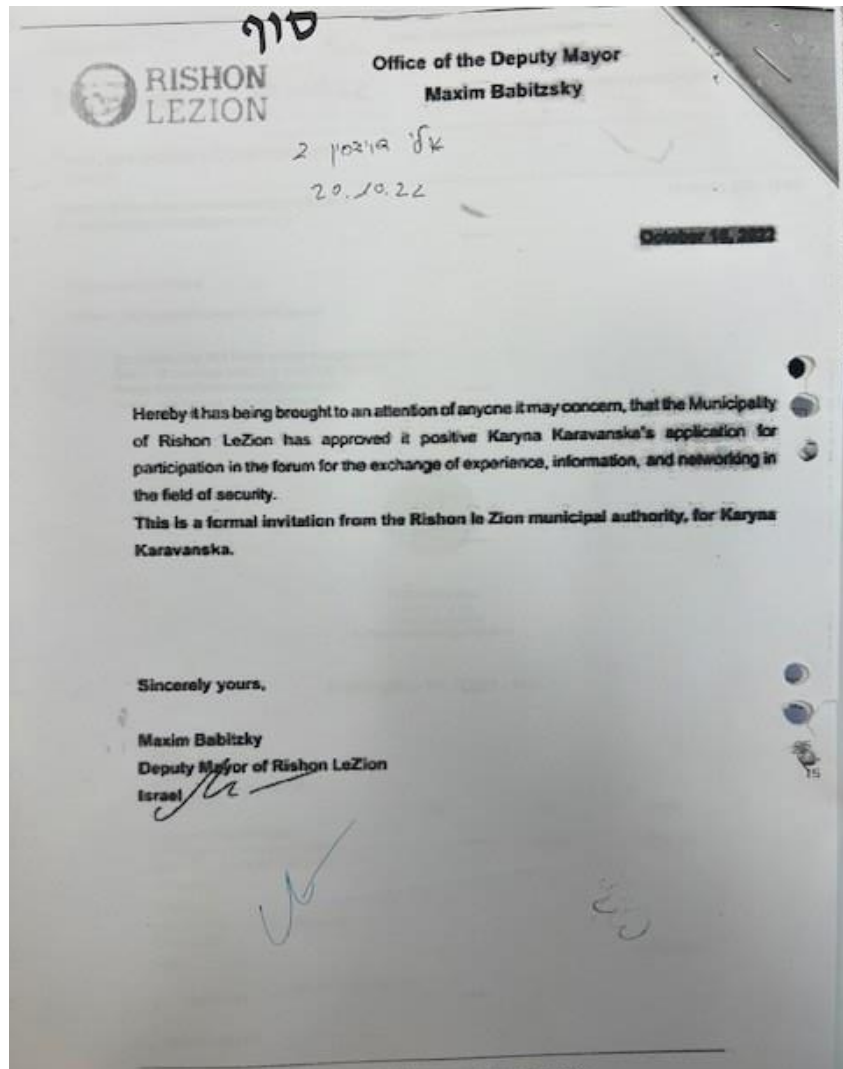 סוף
RISHON
LEZION
Office of the Deputy Mayor
Maxim Babitzsky
אלי 2
20.10.22
October 2022
Hereby it has being brought to an attention of anyone it may concern, that the Municipality
of Rishon LeZion has approved it positive Karyna Karavanska's application for
participation in the forum for the exchange of experience, information, and networking in
the field of security.
This is a formal invitation from the Rishon le Zion municipal authority, for Karyna
Karavanska.
Sincerely yours,
Maxim Babitzky
Deputy Mayor of Rishon LeZion
Israel
15